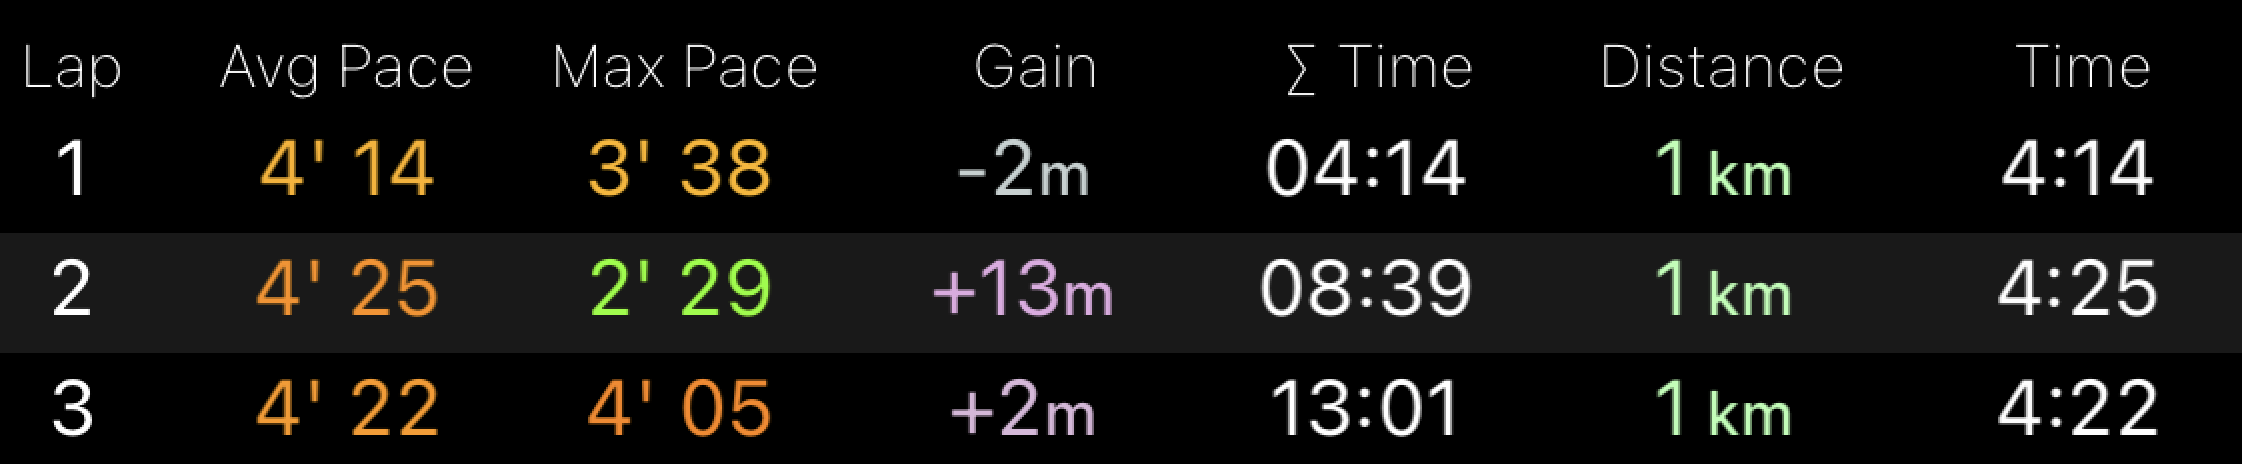 Lap Avg Pace Max Pace Gain ∑ Time Distance Time
1 4' 14 3' 38 -2m 04:14 1 km 4:14
2 4' 25 2' 29 +13m 08:39 1 km 4:25
3 4' 22 4' 05 +2m 13:01 1 km 4:22